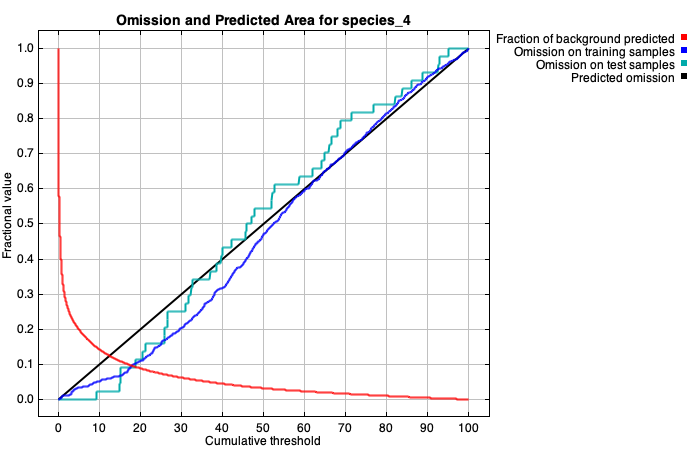 Omission and Predicted Area for species_4
Fraction of background predicted
Omission on training samples
Omission on test samples
Predicted omission
Fractional value
1.0
0.9
0.8
0.7
0.6
0.5
0.4
0.3
0.2
0.1
0.0
0 10 20 30 40 50 60 70 80 90 100
Cumulative threshold